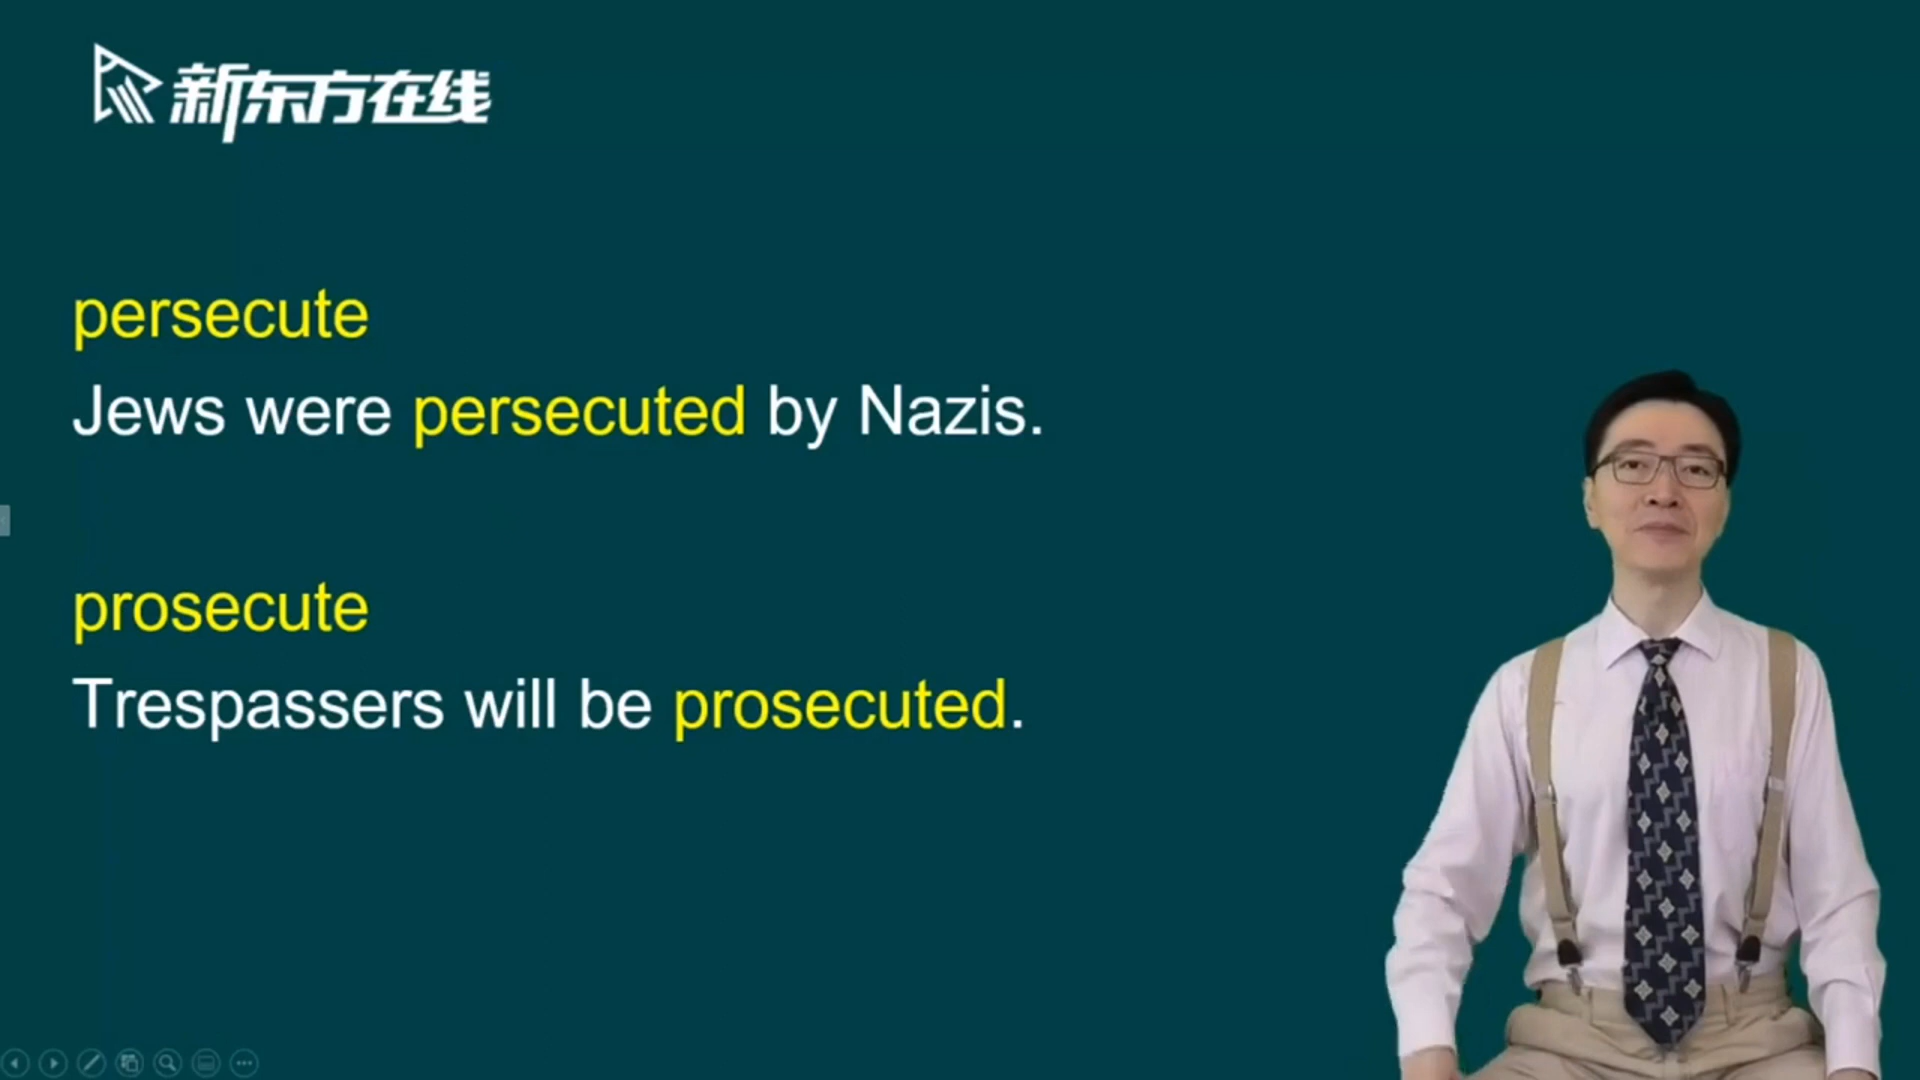 新东方在线
persecute
Jews were persecuted by Nazis.
prosecute
Trespassers will be prosecuted.